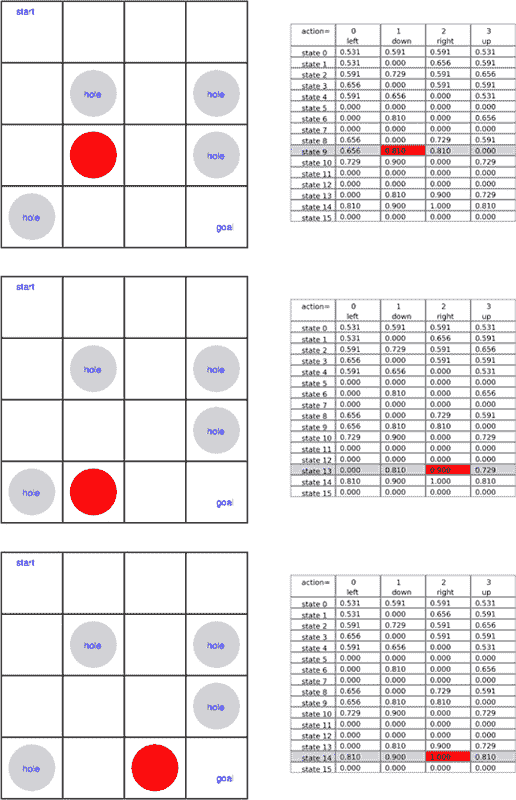 start
hole hole
hole
hole goal
action= 0 1 2 3
left down right up
state 0 0.531 0.591 0.591 0.531
state 1 0.531 0.000 0.656 0.591
state 2 0.591 0.729 0.591 0.656
state 3 0.656 0.000 0.591 0.591
state 4 0.591 0.656 0.000 0.531
state 5 0.000 0.000 0.000 0.000
state 6 0.000 0.810 0.000 0.656
state 7 0.000 0.000 0.000 0.000
state 8 0.656 0.000 0.729 0.591
state 9 0.656 0.810 0.810 0.000
state 10 0.729 0.900 0.000 0.729
state 11 0.000 0.000 0.000 0.000
state 12 0.000 0.000 0.000 0.000
state 13 0.000 0.810 0.900 0.729
state 14 0.810 0.900 1.000 0.810
state 15 0.000 0.000 0.000 0.000
start
hole hole
hole
hole goal
action= 0 1 2 3
left down right up
state 0 0.531 0.591 0.591 0.531
state 1 0.531 0.000 0.656 0.591
state 2 0.591 0.729 0.591 0.656
state 3 0.656 0.000 0.591 0.591
state 4 0.591 0.656 0.000 0.531
state 5 0.000 0.000 0.000 0.000
state 6 0.000 0.810 0.000 0.656
state 7 0.000 0.000 0.000 0.000
state 8 0.656 0.000 0.729 0.591
state 9 0.656 0.810 0.810 0.000
state 10 0.729 0.900 0.000 0.729
state 11 0.000 0.000 0.000 0.000
state 12 0.000 0.000 0.000 0.000
state 13 0.000 0.810 0.900 0.729
state 14 0.810 0.900 1.000 0.810
state 15 0.000 0.000 0.000 0.000
start
hole hole
hole
hole goal
action= 0 1 2 3
left down right up
state 0 0.531 0.591 0.591 0.531
state 1 0.531 0.000 0.656 0.591
state 2 0.591 0.729 0.591 0.656
state 3 0.656 0.000 0.591 0.591
state 4 0.591 0.656 0.000 0.531
state 5 0.000 0.000 0.000 0.000
state 6 0.000 0.810 0.000 0.656
state 7 0.000 0.000 0.000 0.000
state 8 0.656 0.000 0.729 0.591
state 9 0.656 0.810 0.810 0.000
state 10 0.729 0.900 0.000 0.729
state 11 0.000 0.000 0.000 0.000
state 12 0.000 0.000 0.000 0.000
state 13 0.000 0.810 0.900 0.729
state 14 0.810 0.900 1.000 0.810
state 15 0.000 0.000 0.000 0.000